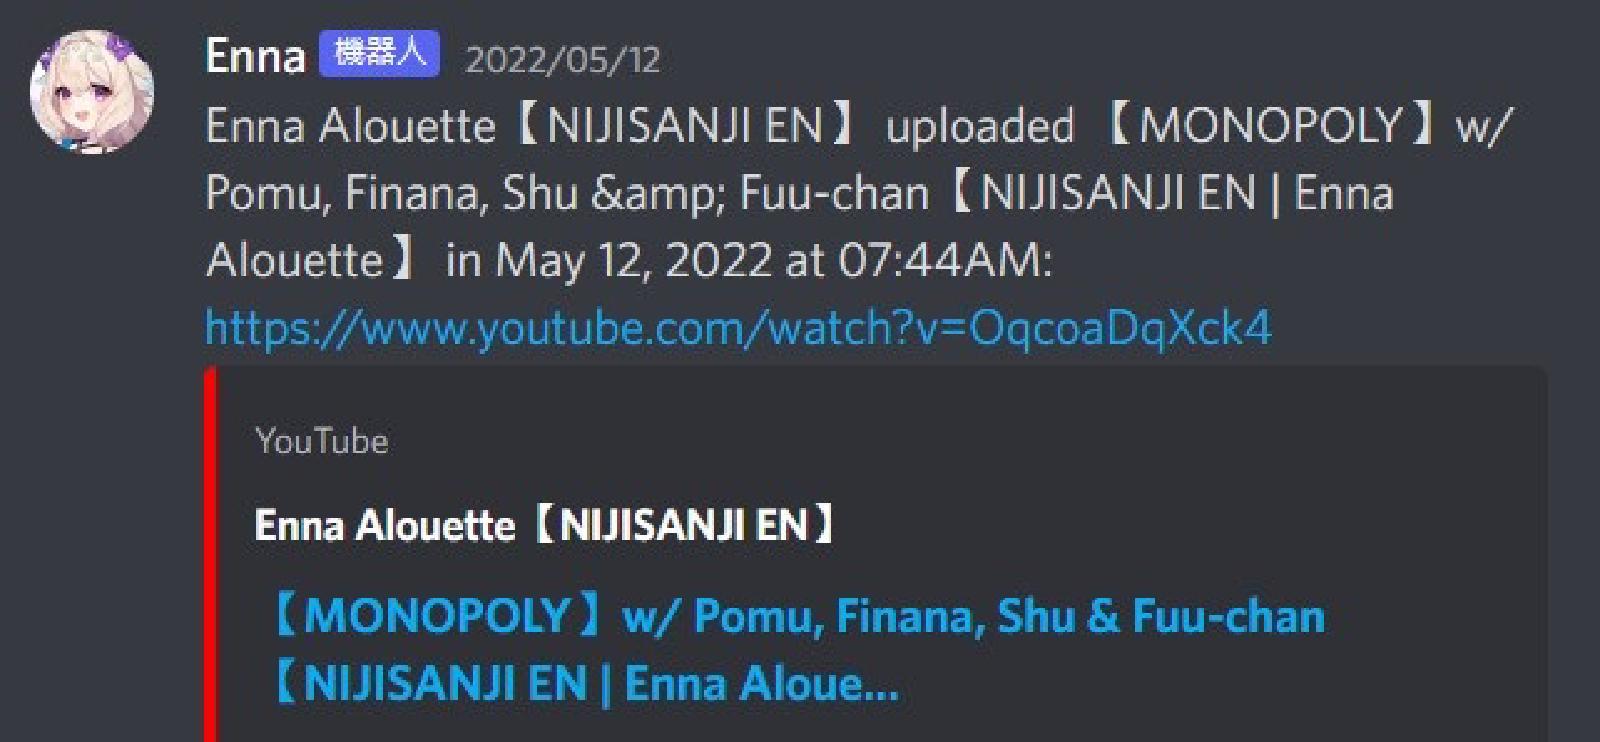 Enna 機器人 2022/05/12
Enna Alouette【NIJISANJI EN】 uploaded 【MONOPOLY】w/
Pomu, Finana, Shu &amp; Fuu-chan【NIJISANJI EN | Enna
Alouette】 in May 12, 2022 at 07:44AM:
https://www.youtube.com/watch?v=OqcoaDqXck4
YouTube
Enna Alouette【NIJISANJI EN】
【MONOPOLY】w/ Pomu, Finana, Shu & Fuu-chan
【NIJISANJI EN | Enna Aloue...